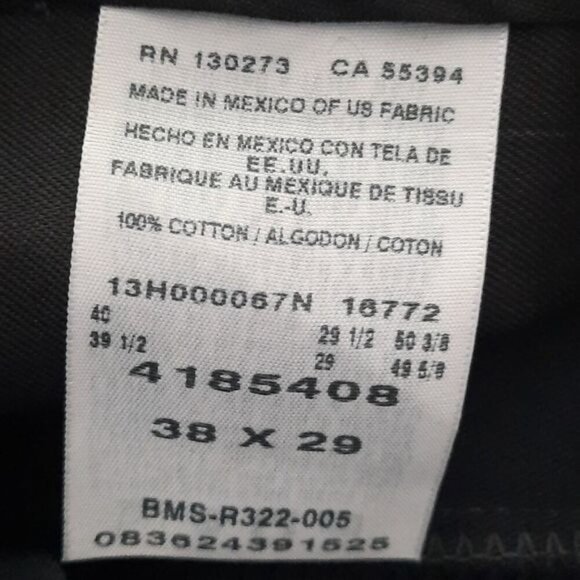 RN 130273 CA 55394
MADE IN MEXICO OF US FABRIC
HECHO EN MEXICO CON TELA DE
EE.UU.
FABRIQUE AU MEXIQUE DE TISSU
E.-U.
100% COTTON / ALGODON / COTON
13H000067N 16772
40 29 1/2 50 3/8
39 1/2 29 49 5/8
4185408
38 X 29
BMS-R322-005
083624391525